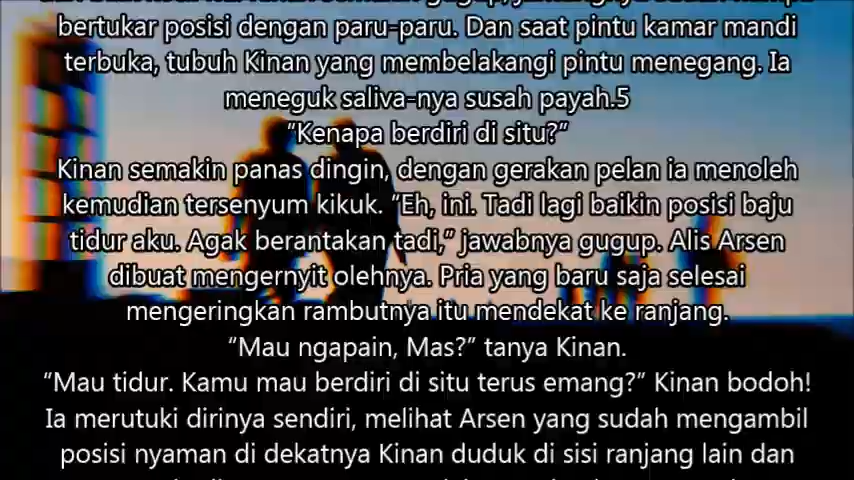 bertukar posisi dengan paru-paru. Dan saat pintu kamar mandi
terbuka, tubuh Kinan yang membelakangi pintu menegang. Ia
meneguk saliva-nya susah payah.5
“Kenapa berdiri di situ?”
Kinan semakin panas dingin, dengan gerakan pelan ia menoleh
kemudian tersenyum kikuk. “Eh, ini. Tadi lagi baikin posisi baju
tidur aku. Agak berantakan tadi,” jawabnya gugup. Alis Arsen
dibuat mengernyit olehnya. Pria yang baru saja selesai
mengeringkan rambutnya itu mendekat ke ranjang.
“Mau ngapain, Mas?” tanya Kinan.
“Mau tidur. Kamu mau berdiri di situ terus emang?” Kinan bodoh!
Ia merutuki dirinya sendiri, melihat Arsen yang sudah mengambil
posisi nyaman di dekatnya Kinan duduk di sisi ranjang lain dan